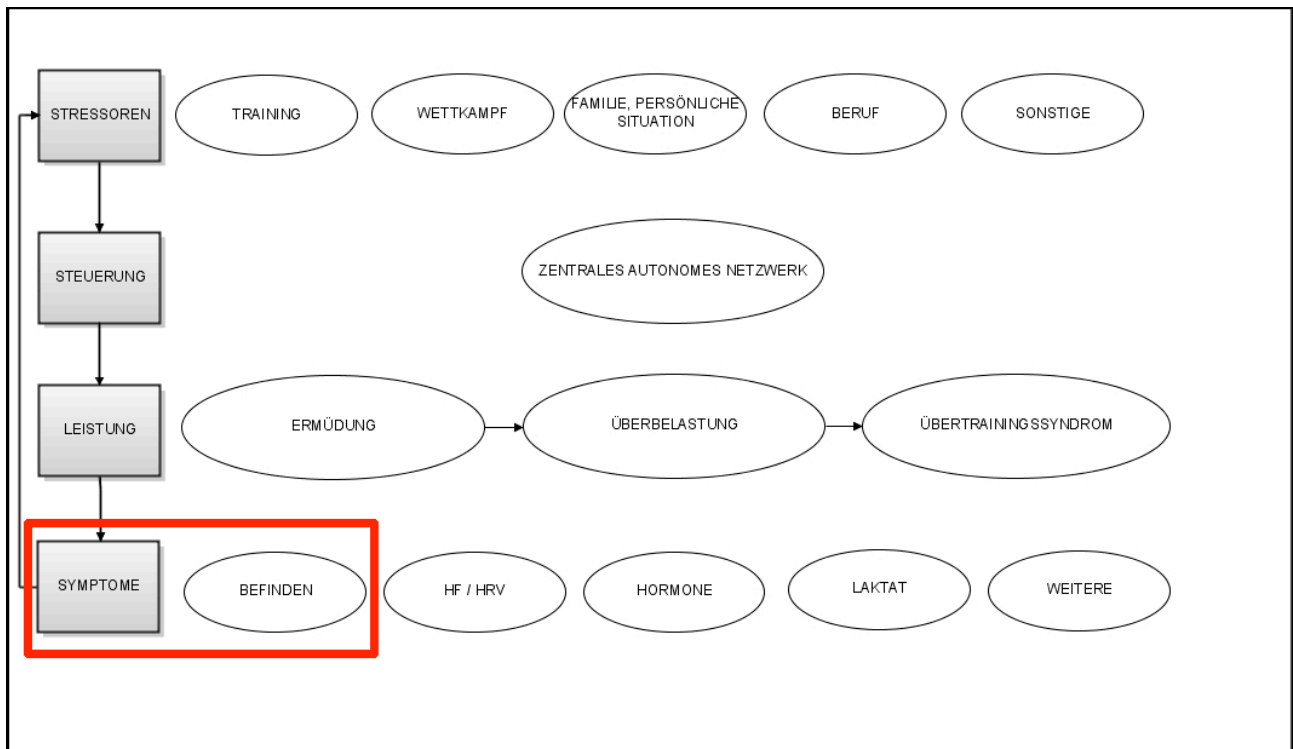 STRESSOREN
TRAINING
WETTKAMPF
FAMILIE, PERSÖNLICHE
SITUATION
BERUF
SONSTIGE
STEUERUNG
ZENTRALES AUTONOMES NETZWERK
LEISTUNG
ERMÜDUNG
ÜBERBELASTUNG
ÜBERTRAININGSSYNDROM
SYMPTOME
BEFINDEN
HF / HRV
HORMONE
LAKTAT
WEITERE